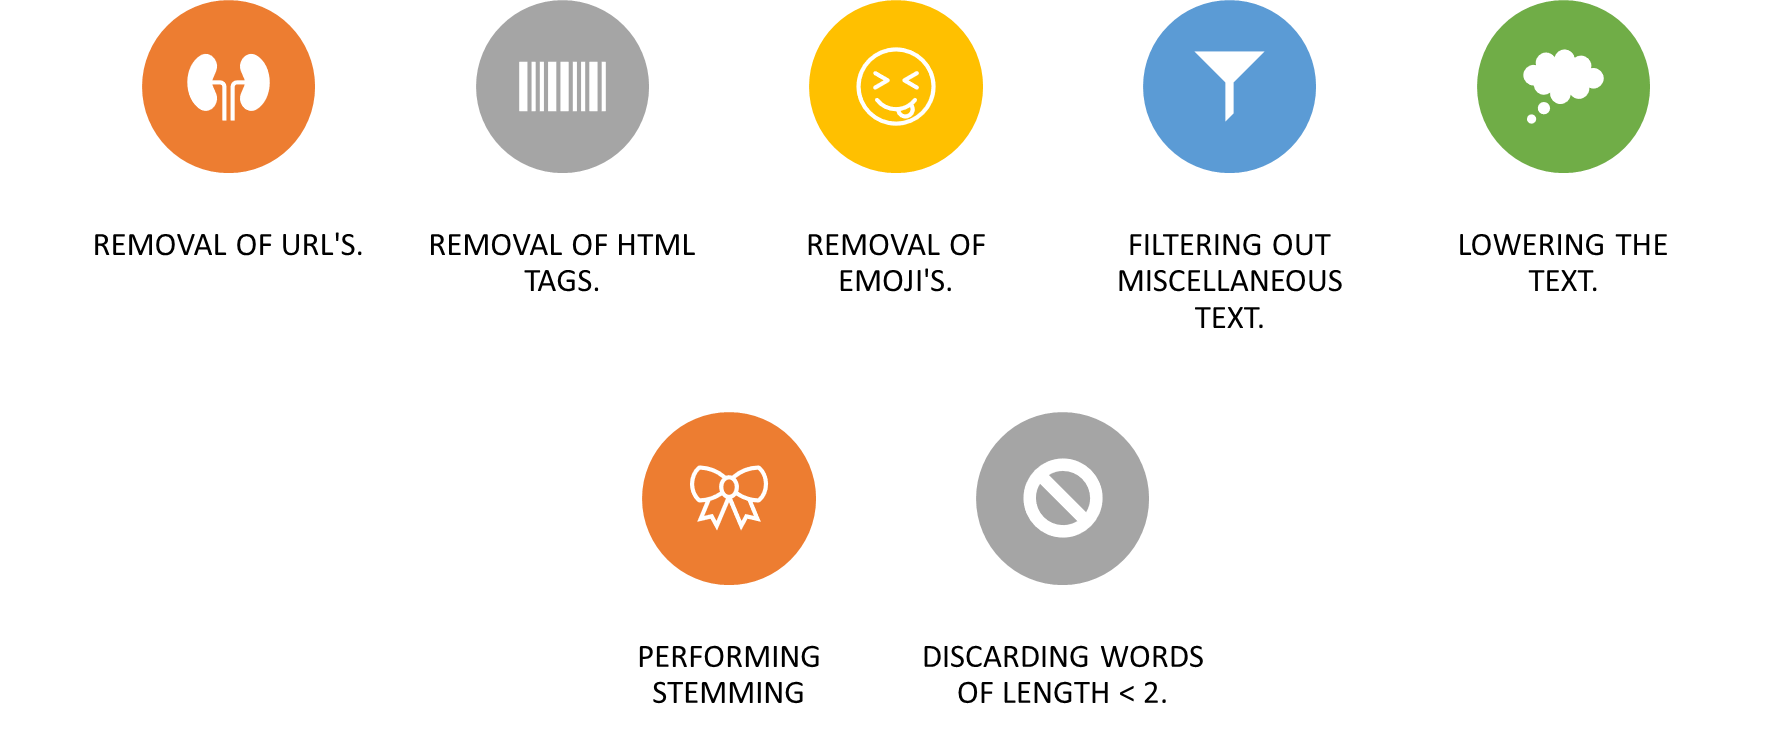 REMOVAL OF URL'S.
REMOVAL OF HTML
TAGS.
REMOVAL OF
EMOJI'S.
FILTERING OUT
MISCELLANEOUS
TEXT.
LOWERING THE
TEXT.
PERFORMING
STEMMING
DISCARDING WORDS
OF LENGTH < 2.